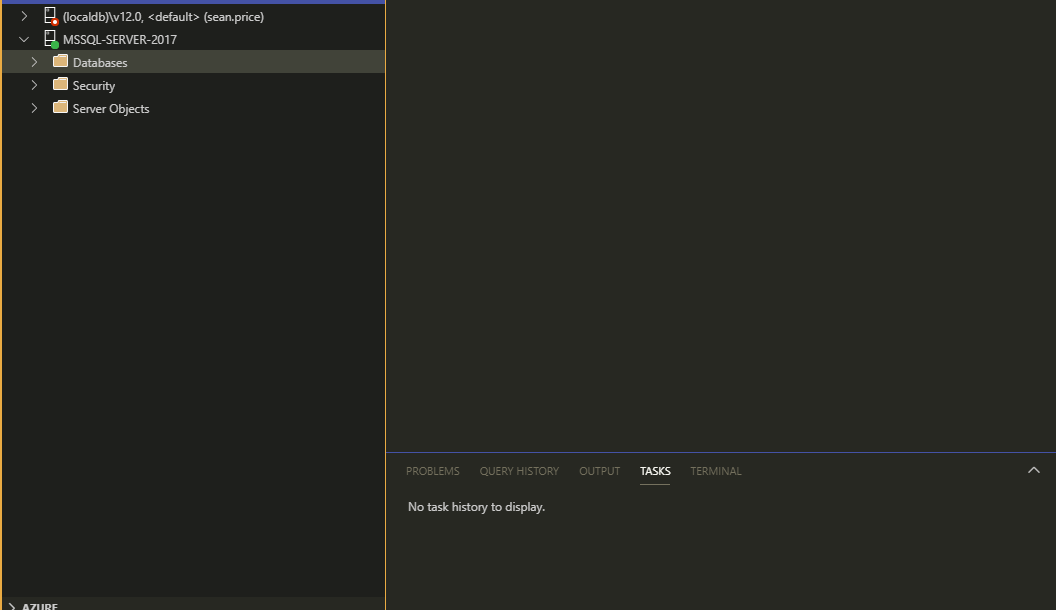 (localdb)\v12.0, <default> (sean.price)
MSSQL-SERVER-2017
Databases
Security
Server Objects
PROBLEMS QUERY HISTORY OUTPUT TASKS TERMINAL
No task history to display.
AZURE